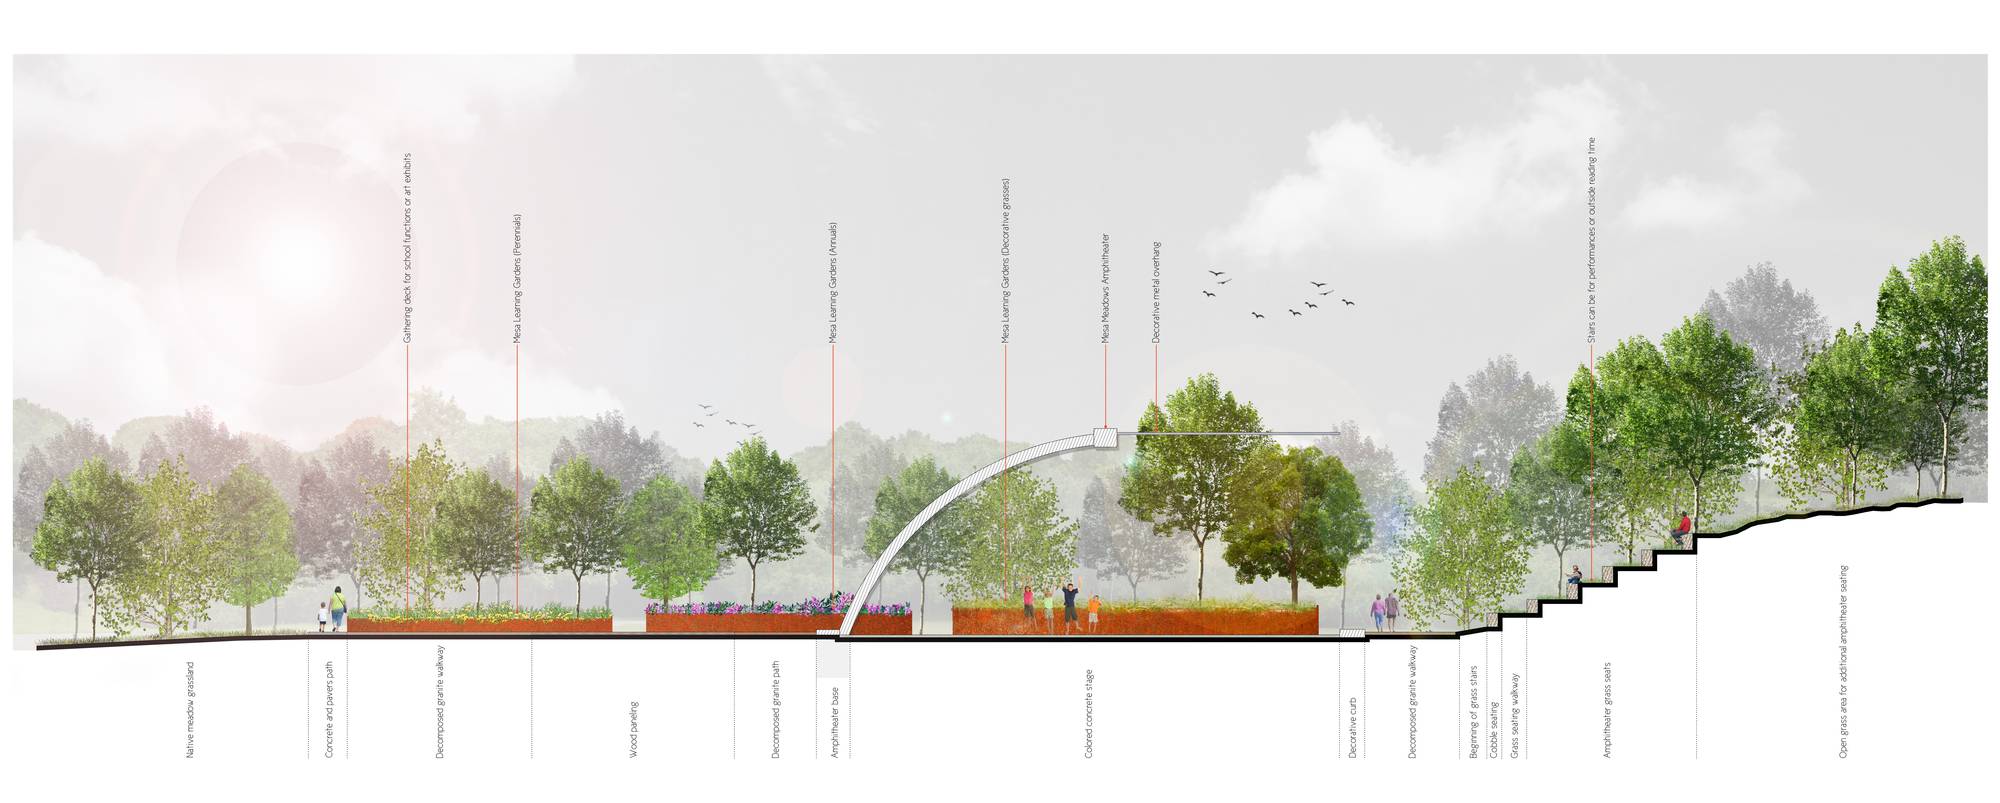 Gathering deck for school functions or art exhibits
Mesa Learning Gardens (Perennials)
Mesa Learning Gardens (Annuals)
Mesa Learning Gardens (Decorative grasses)
Mesa Meadows Amphitheater
Decorative metal overhang
Stairs can be for performances or outside reading time
Native meadow grassland
Concrete and pavers path
Decomposed granite walkway
Wood paneling
Decomposed granite path
Amphitheater base
Colored concrete stage
Decorative curb
Decomposed granite walkway
Beginning of grass stairs
Cobble seating
Grass seating walkway
Amphitheater grass seats
Open grass area for additional amphitheater seating